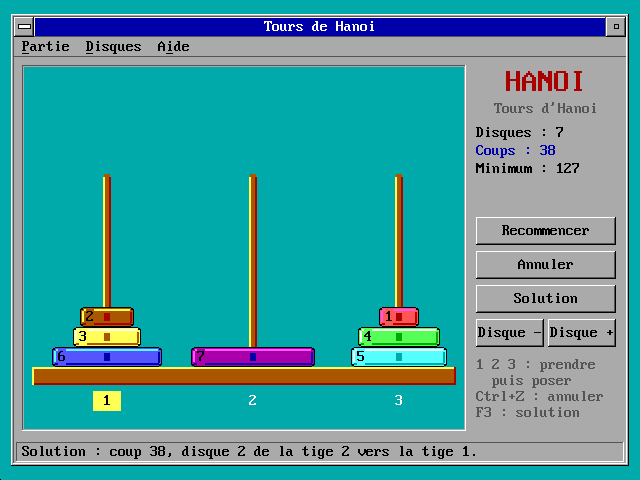 Tours de Hanoi
Partie Disques Aide
HANOI
Tours d'Hanoi
Disques : 7
Coups : 38
Minimum : 127
Recommencer
Annuler
Solution
Disque - Disque +
1 2 3 : prendre
puis poser
Ctrl+Z : annuler
F3 : solution
2
3
6
7
1
4
5
1 2 3
Solution : coup 38, disque 2 de la tige 2 vers la tige 1.